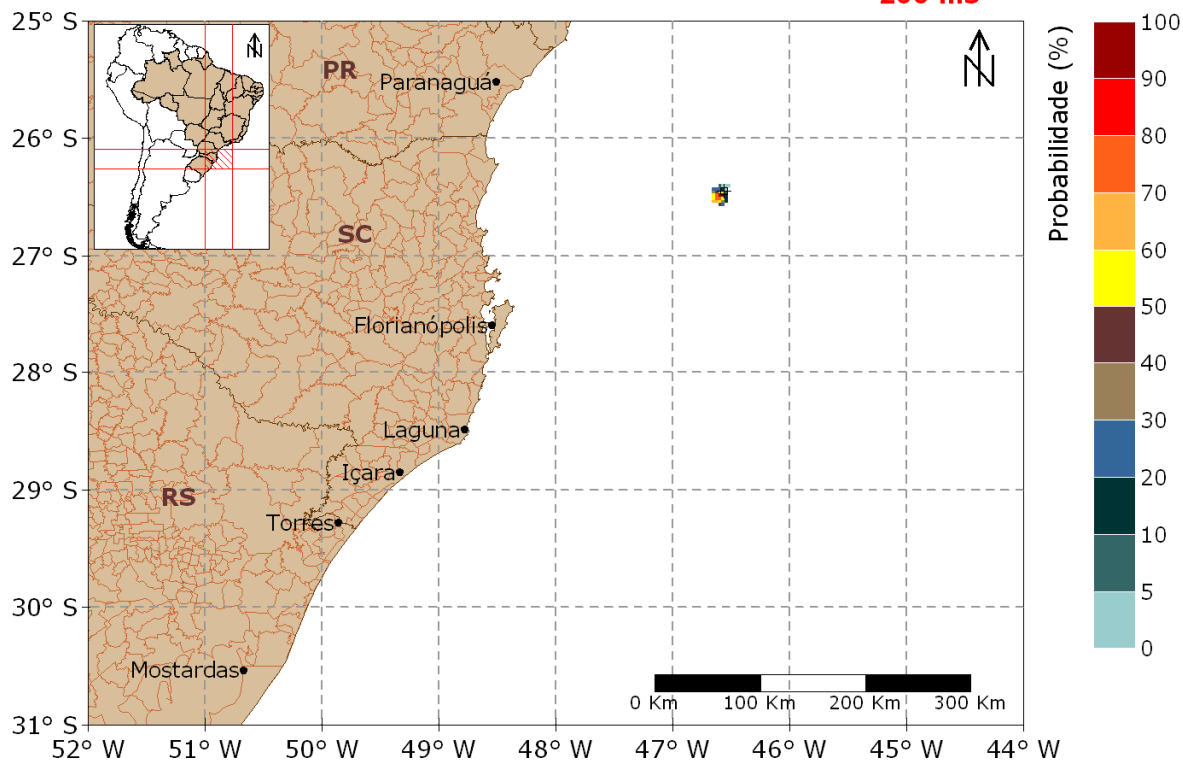 200 m3
25° S
26° S
27° S
28° S
29° S
30° S
31° S
52° W
51° W
50° W
49° W
48° W
47° W
46° W
45° W
44° W
N
N
PR
Paranaguá
SC
Florianópolis
Laguna
Içara
RS
Torres
Mostardas
0 Km
100 Km
200 Km
300 Km
Probabilidade (%)
100
90
80
70
60
50
40
30
20
10
5
0